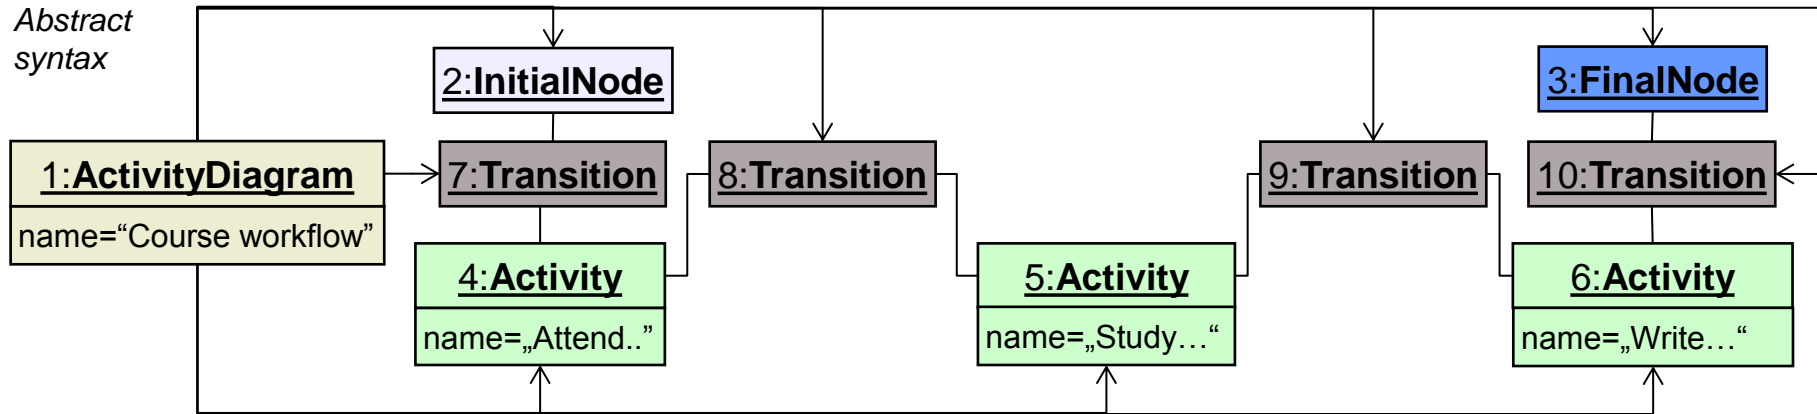 Abstract
syntax
2:InitialNode
3:FinalNode
1:ActivityDiagram
name=“Course workflow”
7:Transition
8:Transition
9:Transition
10:Transition
4:Activity
name=„Attend..”
5:Activity
name=„Study…“
6:Activity
name=„Write…“